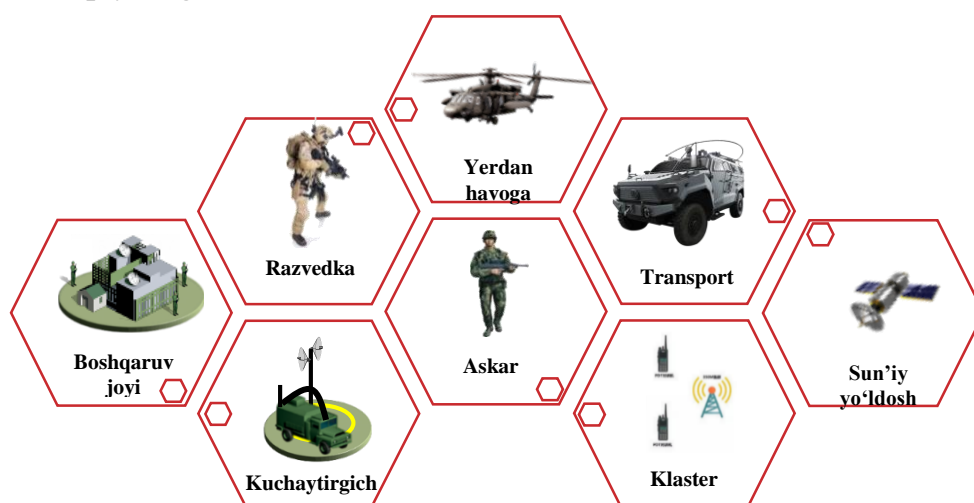 Yerdan
havoga
Razvedka
Transport
Boshqaruv
joyi
Askar
Sun’iy
yo‘ldosh
Kuchaytirgich
Klaster